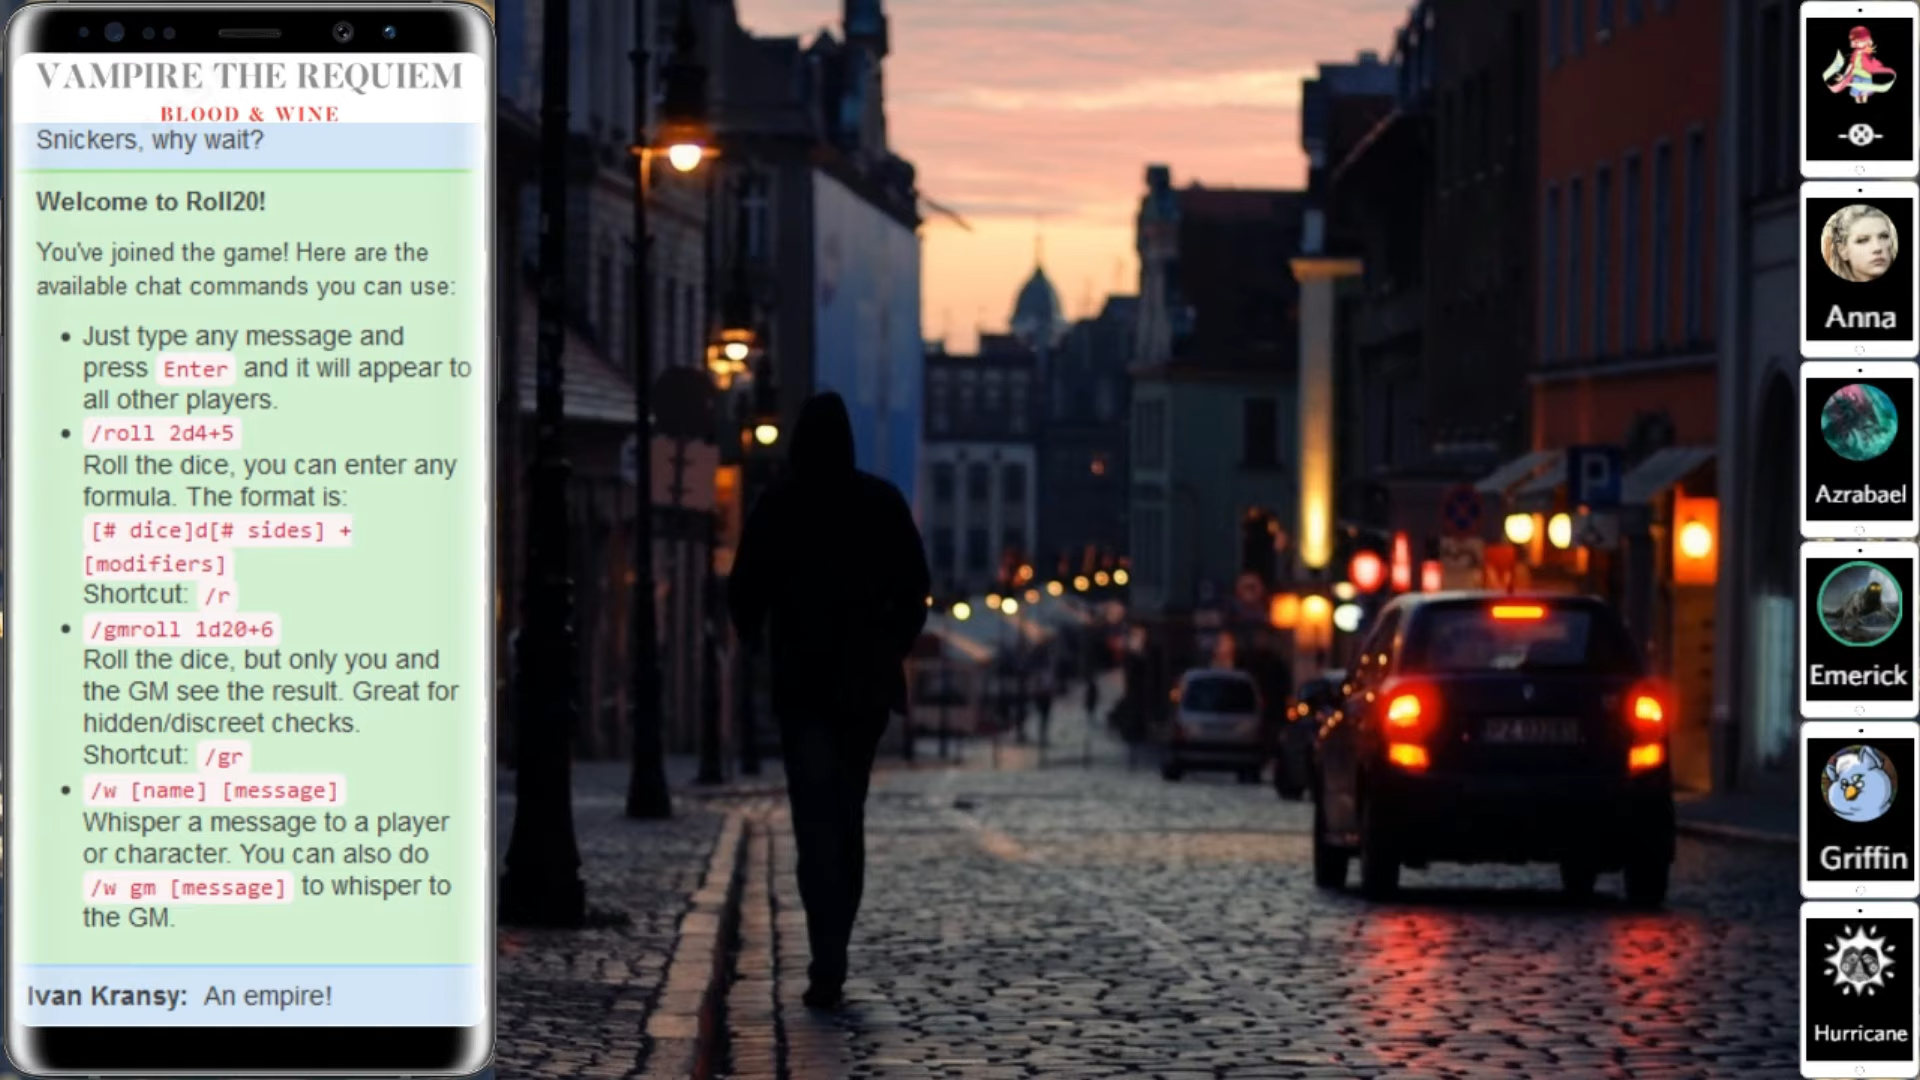 VAMPIRE THE REQUIEM
BLOOD & WINE
Snickers, why wait?
Welcome to Roll20!
You've joined the game! Here are the
available chat commands you can use:
• Just type any message and
press Enter and it will appear to
all other players.
• /roll 2d4+5
Roll the dice, you can enter any
formula. The format is:
[# dice]d[# sides] +
[modifiers]
Shortcut: /r
• /gmroll 1d20+6
Roll the dice, but only you and
the GM see the result. Great for
hidden/discreet checks.
Shortcut: /gr
• /w [name] [message]
Whisper a message to a player
or character. You can also do
/w gm [message] to whisper to
the GM.
Ivan Kransy: An empire!
P
Anna
Azrabael
Emerick
Griffin
Hurricane